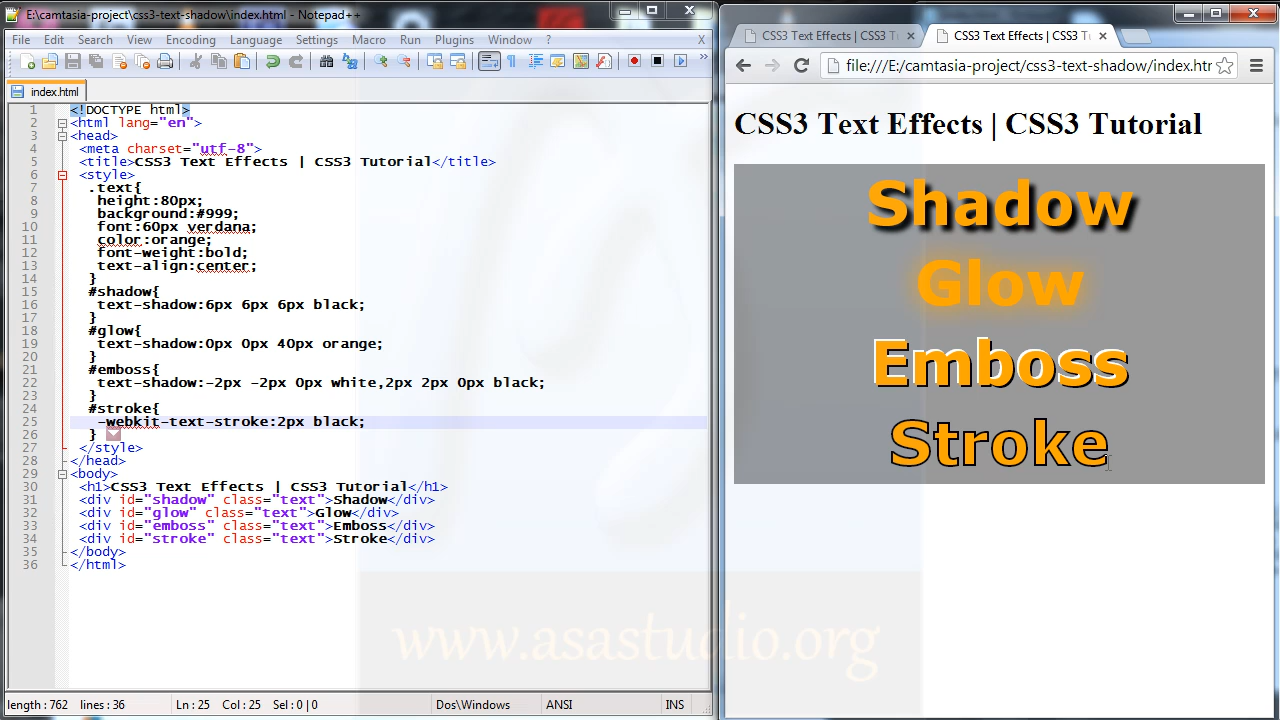 E:\camtasia-project\css3-text-shadow\index.html - Notepad++
File Edit Search View Encoding Language Settings Macro Run Plugins Window ? X
index.html
1 <!DOCTYPE html>
2 <html lang="en">
3 <head>
4 <meta charset="utf-8">
5 <title>CSS3 Text Effects | CSS3 Tutorial</title>
6 <style>
7 .text{
8 height:80px;
9 background:#999;
10 font:60px verdana;
11 color:orange;
12 font-weight:bold;
13 text-align:center;
14 }
15 #shadow{
16 text-shadow:6px 6px 6px black;
17 }
18 #glow{
19 text-shadow:0px 0px 40px orange;
20 }
21 #emboss{
22 text-shadow:-2px -2px 0px white,2px 2px 0px black;
23 }
24 #stroke{
25 -webkit-text-stroke:2px black;
26 }
27 </style>
28 </head>
29 <body>
30 <h1>CSS3 Text Effects | CSS3 Tutorial</h1>
31 <div id="shadow" class="text">Shadow</div>
32 <div id="glow" class="text">Glow</div>
33 <div id="emboss" class="text">Emboss</div>
34 <div id="stroke" class="text">Stroke</div>
35 </body>
36 </html>
www.asastudio.org
length : 762 lines : 36 Ln : 25 Col : 25 Sel : 0 | 0 Dos\Windows ANSI INS
CSS3 Text Effects | CSS3 Tu
CSS3 Text Effects | CSS3 Tu
file:///E:/camtasia-project/css3-text-shadow/index.htm
CSS3 Text Effects | CSS3 Tutorial
Shadow
Glow
Emboss
Stroke